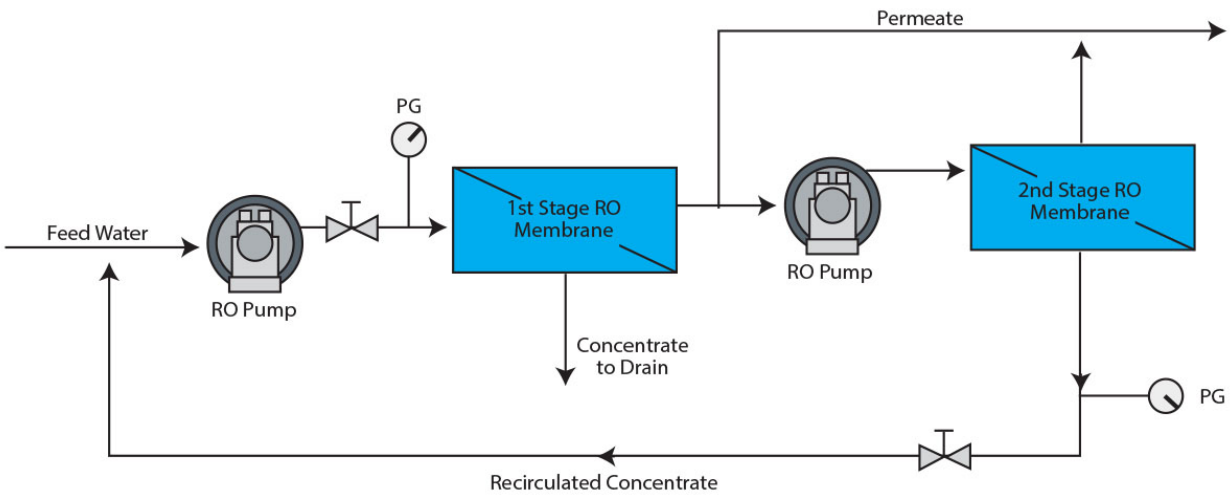 Permeate
PG
1st Stage RO
Membrane
2nd Stage RO
Membrane
Feed Water
RO Pump
RO Pump
Concentrate
to Drain
PG
Recirculated Concentrate